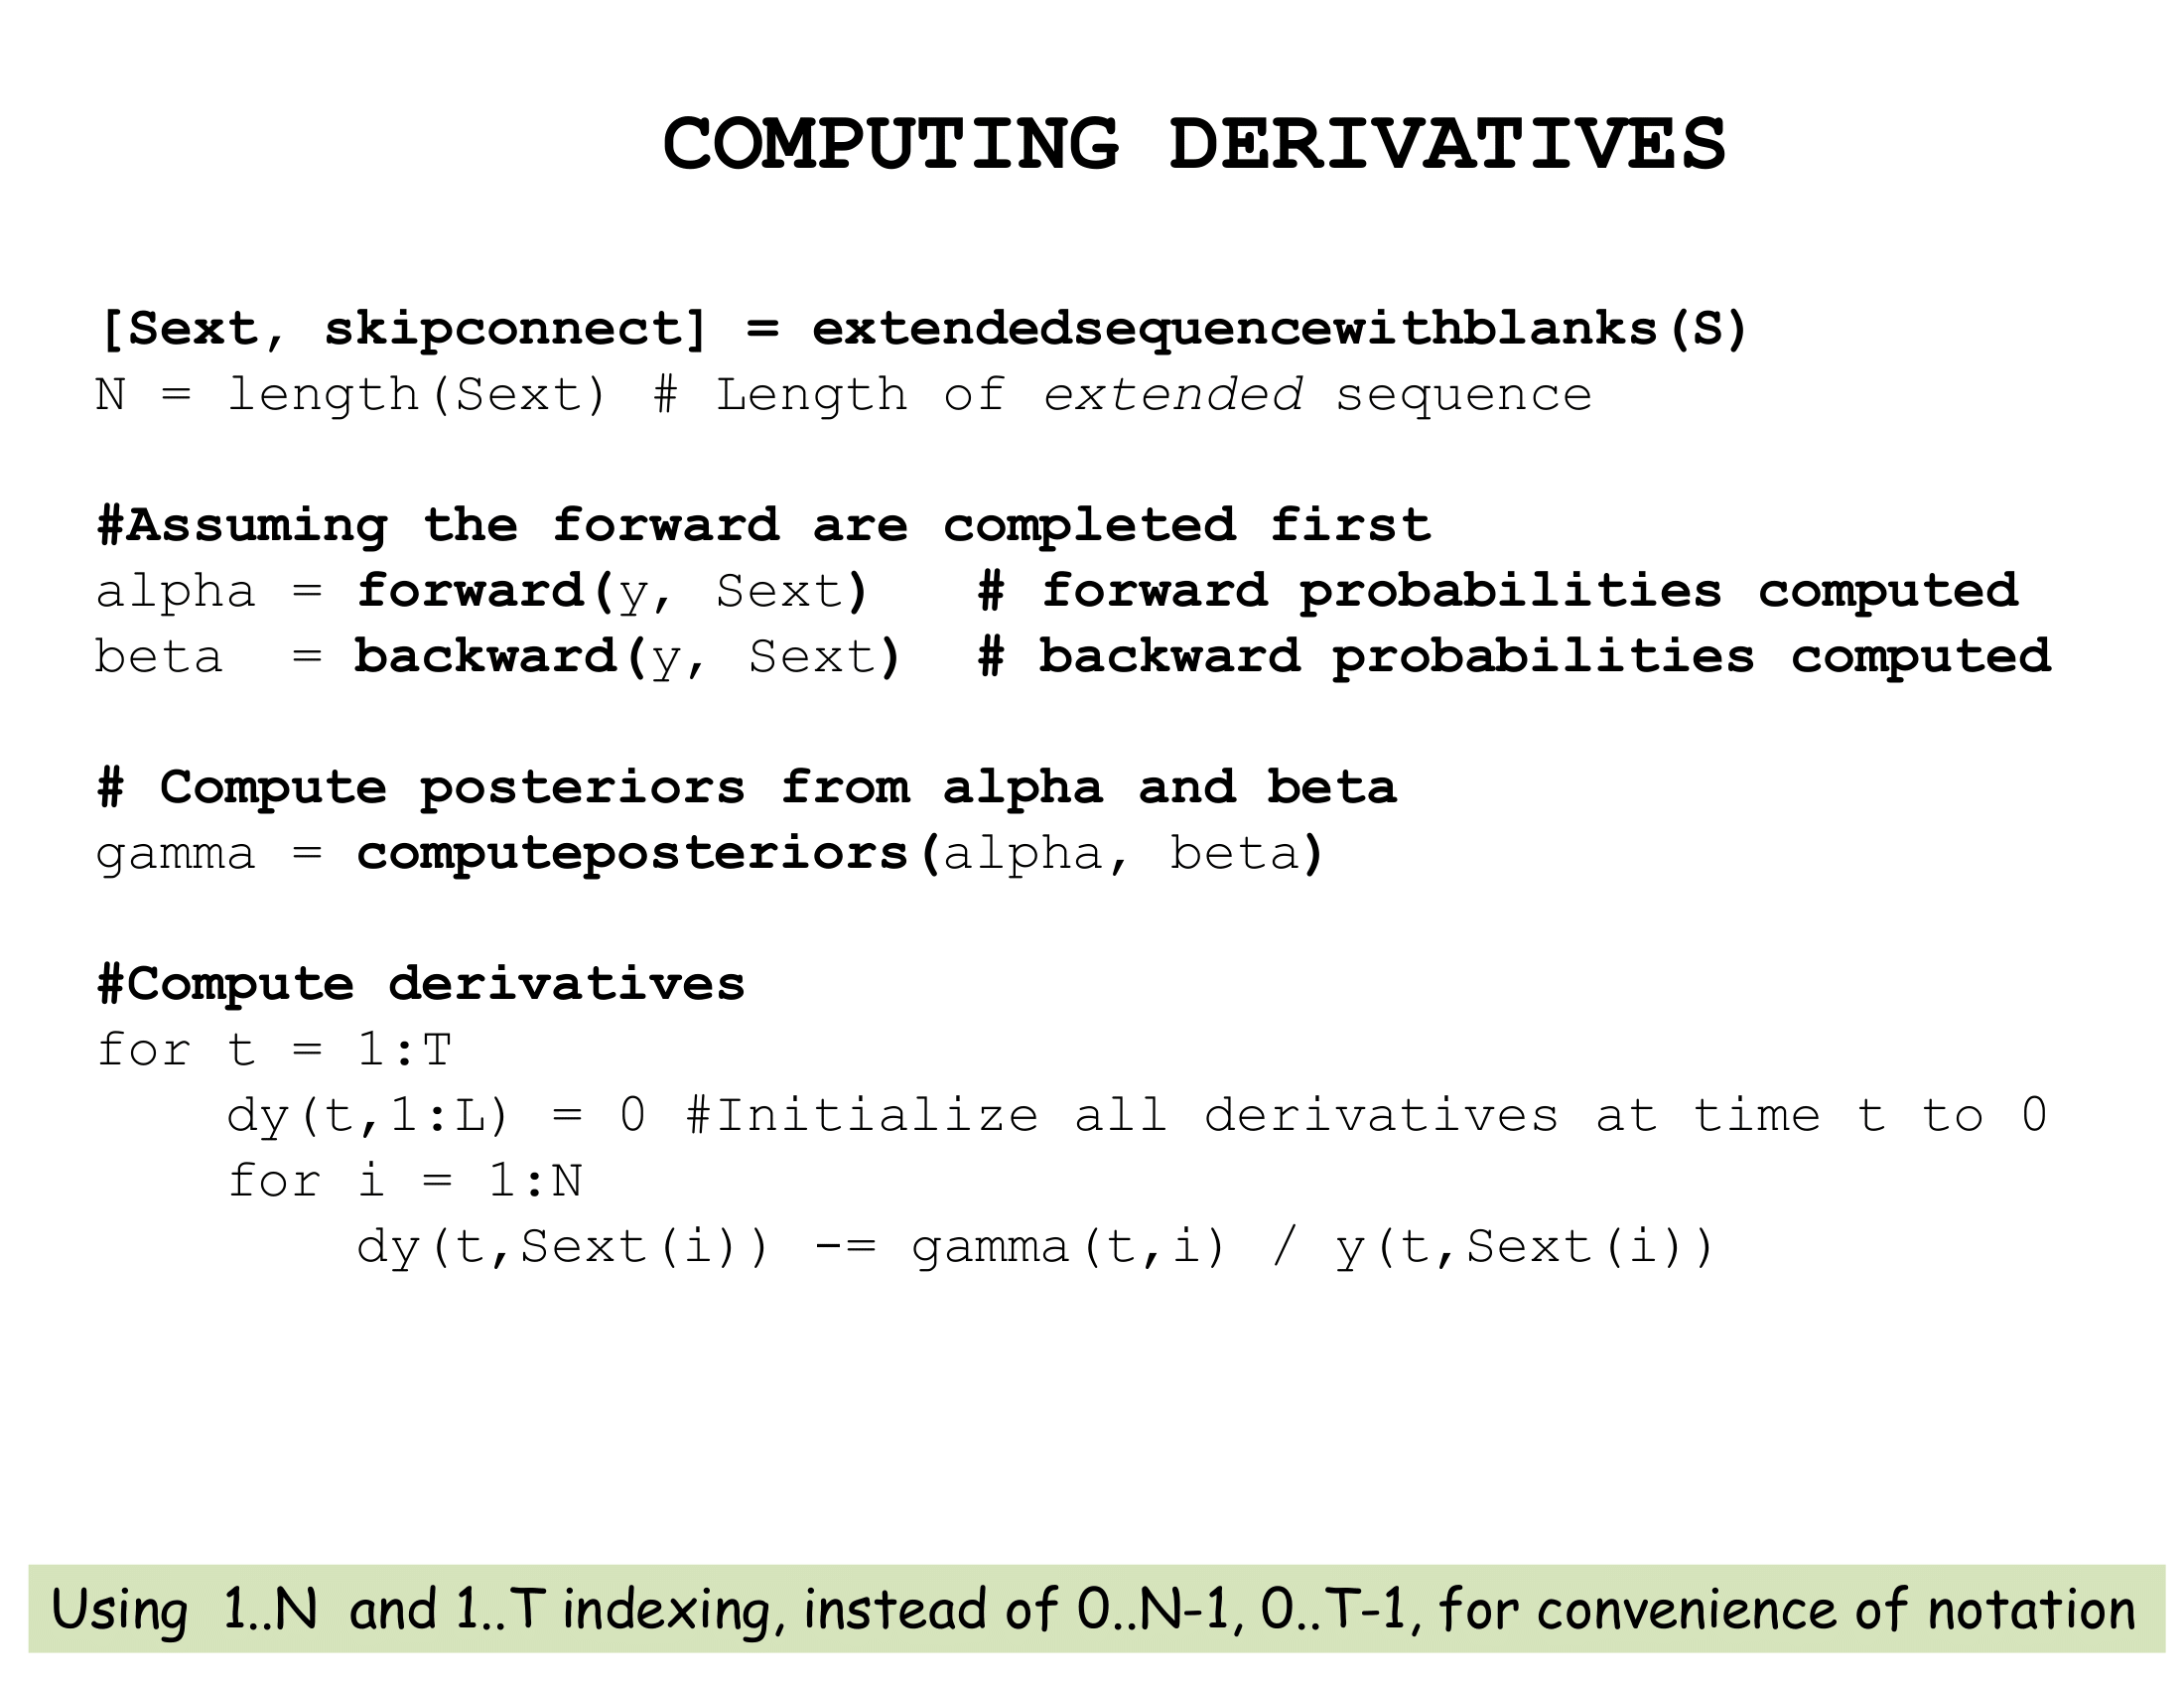 COMPUTING DERIVATIVES
[Sext, skipconnect] = extendedsequencewithblanks(S)
N = length(Sext) # Length of extended sequence
#Assuming the forward are completed first
alpha = forward(y, Sext)   # forward probabilities computed
beta  = backward(y, Sext)  # backward probabilities computed
# Compute posteriors from alpha and beta
gamma = computeposteriors(alpha, beta)
#Compute derivatives
for t = 1:T
    dy(t,1:L) = 0 #Initialize all derivatives at time t to 0
    for i = 1:N
        dy(t,Sext(i)) -= gamma(t,i) / y(t,Sext(i))
Using 1..N and 1..T indexing, instead of 0..N-1, 0..T-1, for convenience of notation